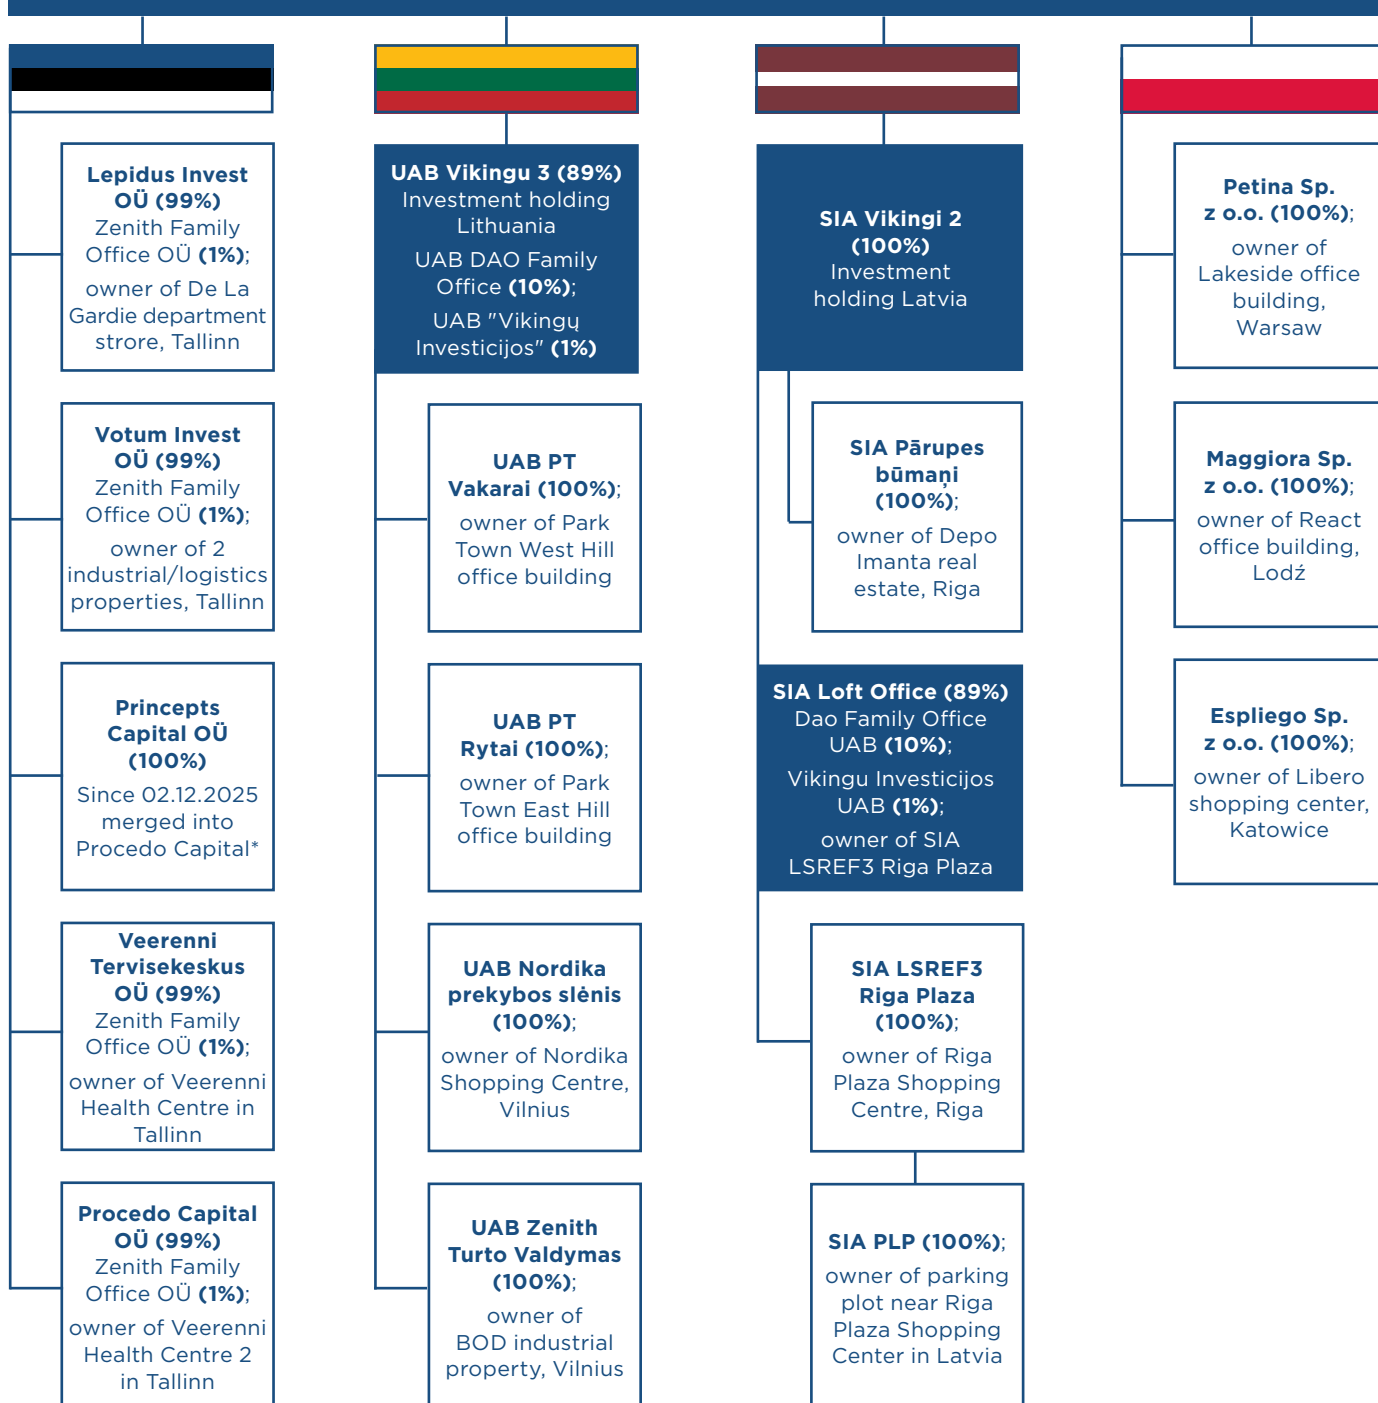 Lepidus Invest
OÜ (99%)
Zenith Family
Office OÜ (1%);
owner of De La
Gardie department
strore, Tallinn
Votum Invest
OÜ (99%)
Zenith Family
Office OÜ (1%);
owner of 2
industrial/logistics
properties, Tallinn
Princepts
Capital OÜ
(100%)
Since 02.12.2025
merged into
Procedo Capital*
Veerenni
Tervisekeskus
OÜ (99%)
Zenith Family
Office OÜ (1%);
owner of Veerenni
Health Centre in
Tallinn
Procedo Capital
OÜ (99%)
Zenith Family
Office OÜ (1%);
owner of Veerenni
Health Centre 2
in Tallinn
UAB Vikingu 3 (89%)
Investment holding
Lithuania
UAB DAO Family
Office (10%);
UAB "Vikingų
Investicijos" (1%)
UAB PT
Vakarai (100%);
owner of Park
Town West Hill
office building
UAB PT
Rytai (100%);
owner of Park
Town East Hill
office building
UAB Nordika
prekybos slėnis
(100%);
owner of Nordika
Shopping Centre,
Vilnius
UAB Zenith
Turto Valdymas
(100%);
owner of
BOD industrial
property, Vilnius
SIA Vikingi 2
(100%)
Investment
holding Latvia
SIA Pārupes
būmaņi
(100%);
owner of Depo
Imanta real
estate, Riga
SIA Loft Office (89%)
Dao Family Office
UAB (10%);
Vikingu Investicijos
UAB (1%);
owner of SIA
LSREF3 Riga Plaza
SIA LSREF3
Riga Plaza
(100%);
owner of Riga
Plaza Shopping
Centre, Riga
SIA PLP (100%);
owner of parking
plot near Riga
Plaza Shopping
Center in Latvia
Petina Sp.
z o.o. (100%);
owner of
Lakeside office
building,
Warsaw
Maggiora Sp.
z o.o. (100%);
owner of React
office building,
Lodź
Espliego Sp.
z o.o. (100%);
owner of Libero
shopping center,
Katowice